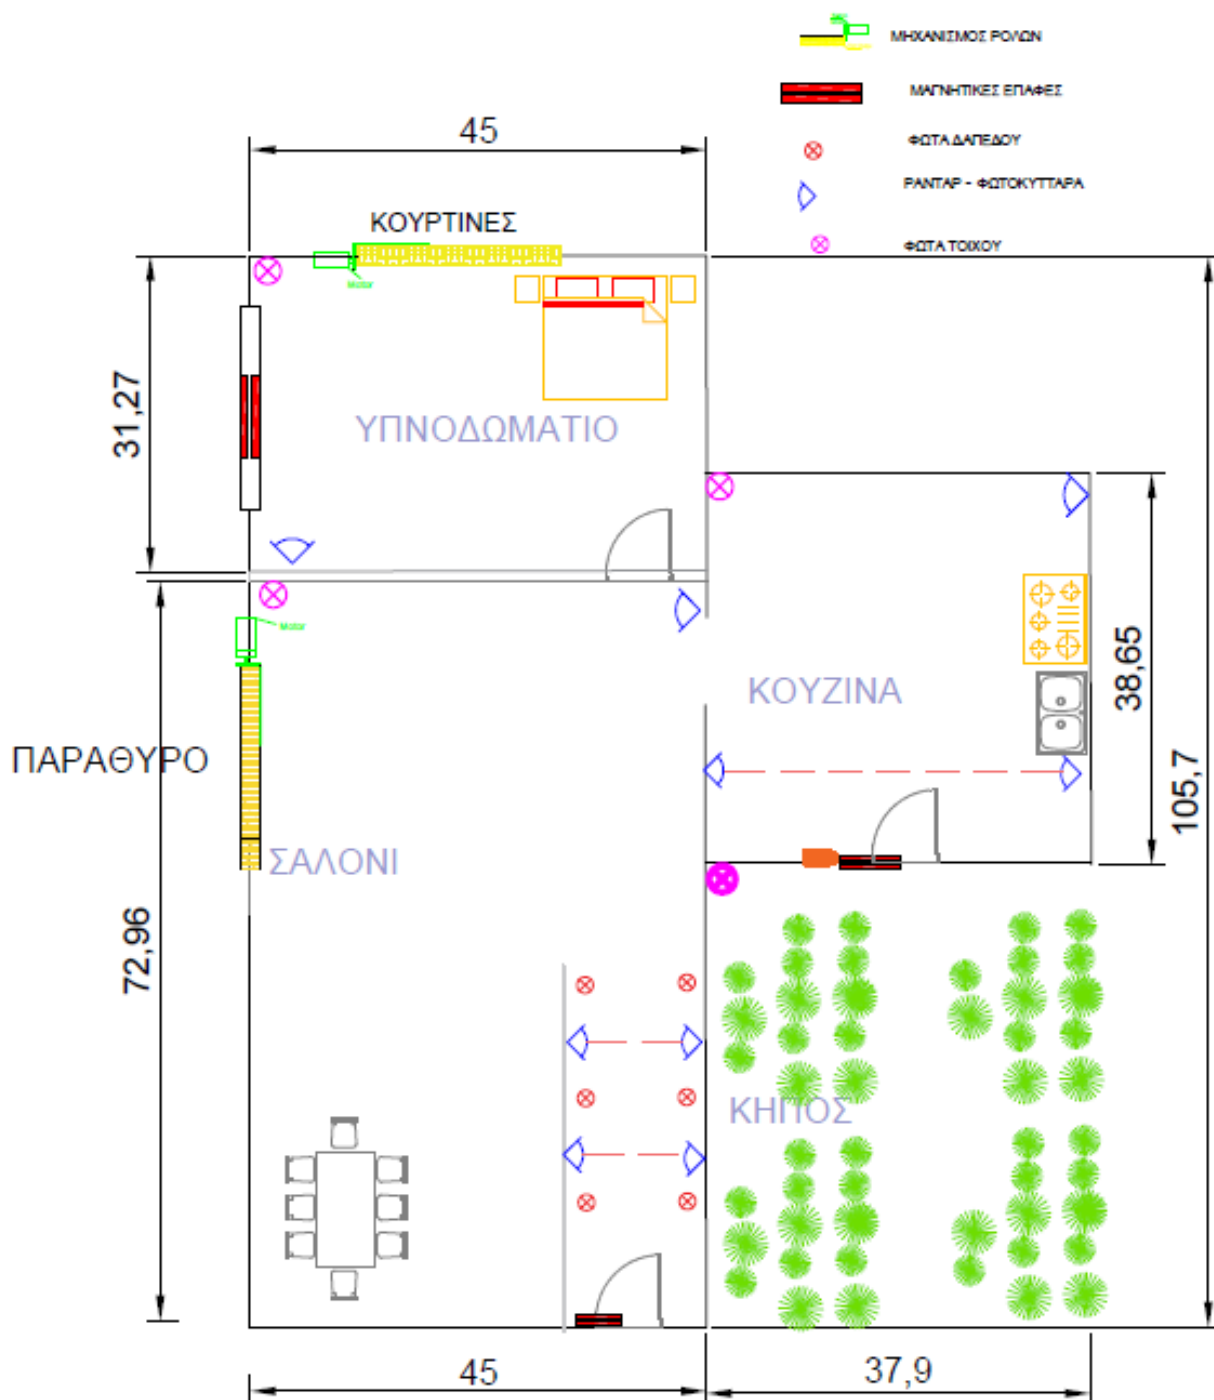 ΜΗΧΑΝΙΣΜΟΣ ΡΟΛΩΝ
ΜΑΓΝΗΤΙΚΕΣ ΕΠΑΦΕΣ
ΦΩΤΑ ΔΑΠΕΔΟΥ
ΡΑΝΤΑΡ - ΦΩΤΟΚΥΤΤΑΡΑ
ΦΩΤΑ ΤΟΙΧΟΥ
45
ΚΟΥΡΤΙΝΕΣ
Motor
31,27
ΥΠΝΟΔΩΜΑΤΙΟ
Motor
ΚΟΥΖΙΝΑ
38,65
105,7
ΠΑΡΑΘΥΡΟ
ΣΑΛΟΝΙ
72,96
ΚΗΠΟΣ
45
37,9